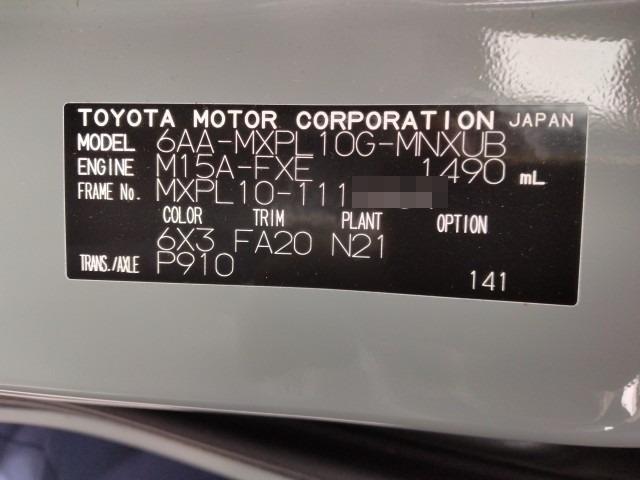 TOYOTA MOTOR CORPORATION JAPAN
MODEL 6AA-MXPL10G-MNXUB
ENGINE M15A-FXE 1490 mL
FRAME No. MXPL10-111
COLOR TRIM PLANT OPTION
6X3 FA20 N21
TRANS./AXLE P910
141